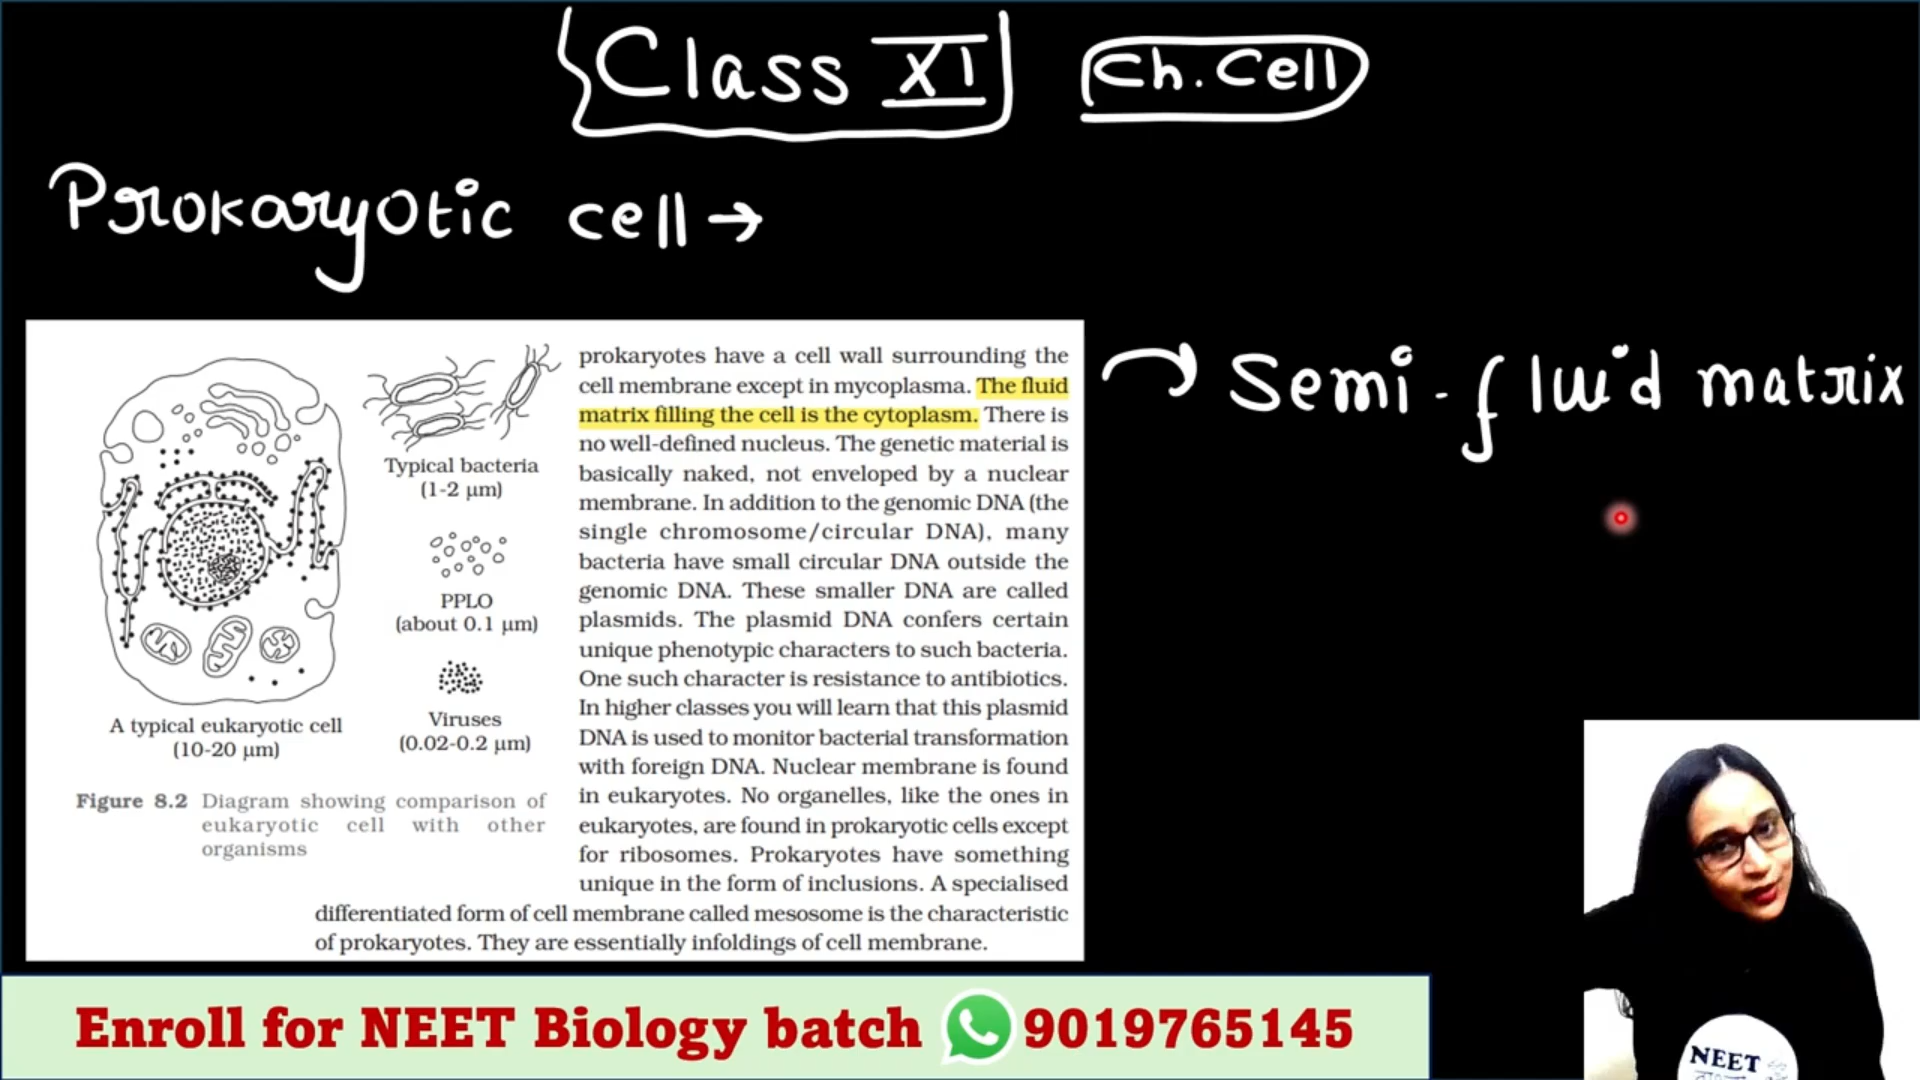 Class XI Ch. Cell
Prokaryotic cell →
prokaryotes have a cell wall surrounding the
cell membrane except in mycoplasma. The fluid
matrix filling the cell is the cytoplasm. There is
no well-defined nucleus. The genetic material is
basically naked, not enveloped by a nuclear
membrane. In addition to the genomic DNA (the
single chromosome/circular DNA), many
bacteria have small circular DNA outside the
genomic DNA. These smaller DNA are called
plasmids. The plasmid DNA confers certain
unique phenotypic characters to such bacteria.
One such character is resistance to antibiotics.
In higher classes you will learn that this plasmid
DNA is used to monitor bacterial transformation
with foreign DNA. Nuclear membrane is found
in eukaryotes. No organelles, like the ones in
eukaryotes, are found in prokaryotic cells except
for ribosomes. Prokaryotes have something
unique in the form of inclusions. A specialised
differentiated form of cell membrane called mesosome is the characteristic
of prokaryotes. They are essentially infoldings of cell membrane.
Typical bacteria
(1-2 μm)
PPLO
(about 0.1 μm)
Viruses
(0.02-0.2 μm)
A typical eukaryotic cell
(10-20 μm)
Figure 8.2 Diagram showing comparison of
eukaryotic cell with other
organisms
Semi-fluid matrix
Enroll for NEET Biology batch 9019765145
NEET